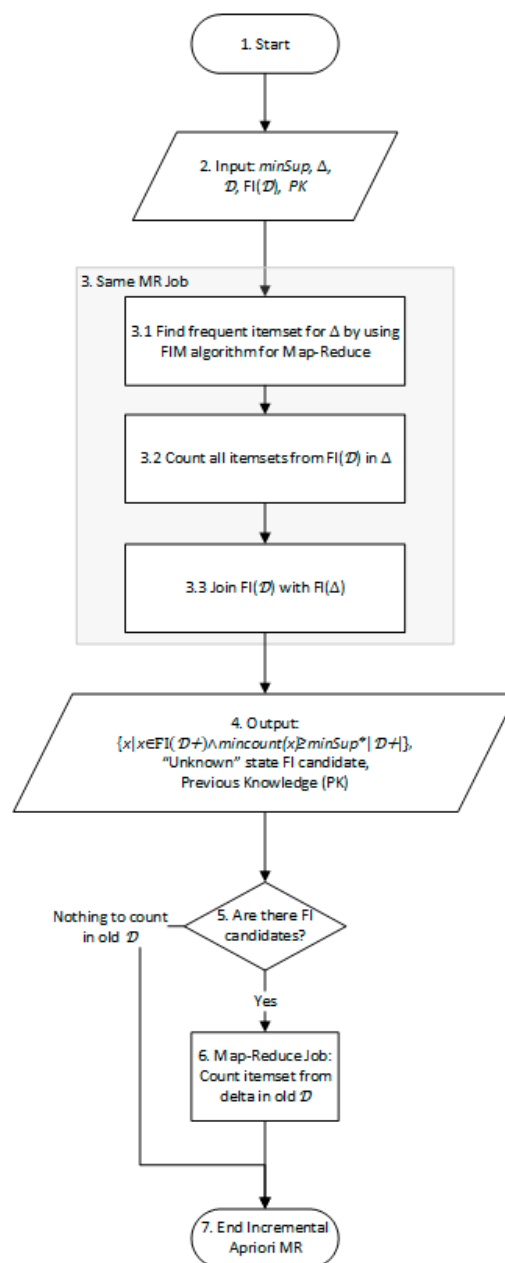 1. Start
2. Input: minSup, Δ,
𝒟, FI(𝒟), PK
3. Same MR Job
3.1 Find frequent itemset for Δ by using
FIM algorithm for Map-Reduce
3.2 Count all itemsets from FI(𝒟) in Δ
3.3 Join FI(𝒟) with FI(Δ)
4. Output:
{x|x∈FI(𝒟+)∧mincount(x)≥minSup*|𝒟+|},
"Unknown" state FI candidate,
Previous Knowledge (PK)
5. Are there FI
candidates?
Nothing to count
in old 𝒟
Yes
6. Map-Reduce Job:
Count itemset from
delta in old 𝒟
7. End Incremental
Apriori MR